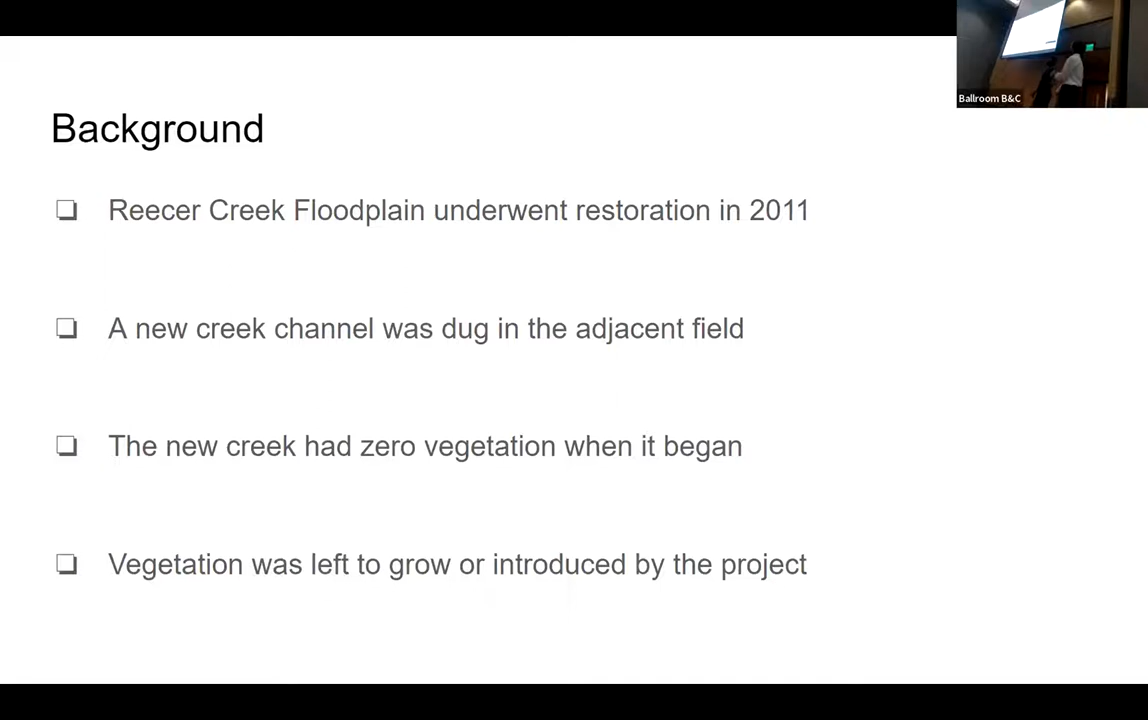 Ballroom B&C
Background
Reecer Creek Floodplain underwent restoration in 2011
A new creek channel was dug in the adjacent field
The new creek had zero vegetation when it began
Vegetation was left to grow or introduced by the project